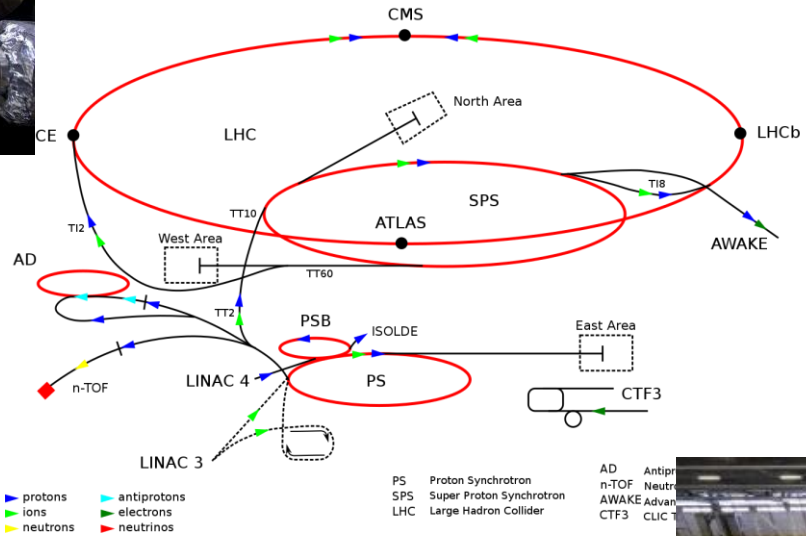 CMS
North Area
CE
LHC
LHCb
SPS
TI8
TT10
ATLAS
TI2
West Area
AWAKE
AD
TT60
TT2
PSB
ISOLDE
East Area
LINAC 4
PS
n-TOF
CTF3
LINAC 3
PS Proton Synchrotron
SPS Super Proton Synchrotron
LHC Large Hadron Collider
AD
n-TOF
AWAKE
CTF3 CLIC
protons
ions
neutrons
antiprotons
electrons
neutrinos